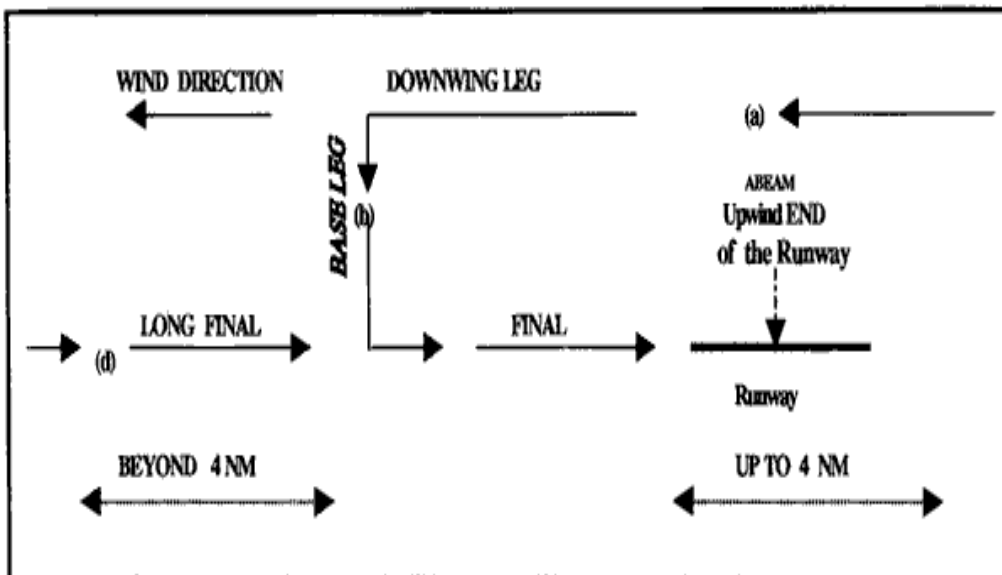 WIND DIRECTION
DOWNWING LEG
(a)
ABEAM
Upwind END
of the Runway
BASE LEG
(b)
LONG FINAL
FINAL
(d)
Runway
BEYOND 4 NM
UP TO 4 NM